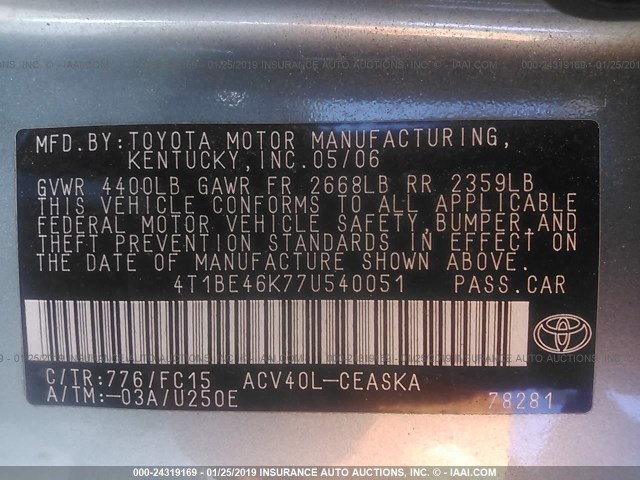 MFD.BY:TOYOTA MOTOR MANUFACTURING,
KENTUCKY,INC.05/06
GVWR 4400LB GAWR FR 2668LB RR 2359LB
THIS VEHICLE CONFORMS TO ALL APPLICABLE
FEDERAL MOTOR VEHICLE SAFETY,BUMPER,AND
THEFT PREVENTION STANDARDS IN EFFECT ON
THE DATE OF MANUFACTURE SHOWN ABOVE.
4T1BE46K77U540051 PASS.CAR
C/TR:776/FC15 ACV40L-CEASKA
A/TM:-03A/U250E 78281
000-24319169 - 01/25/2019 INSURANCE AUTO AUCTIONS, INC. - IAAI.COM